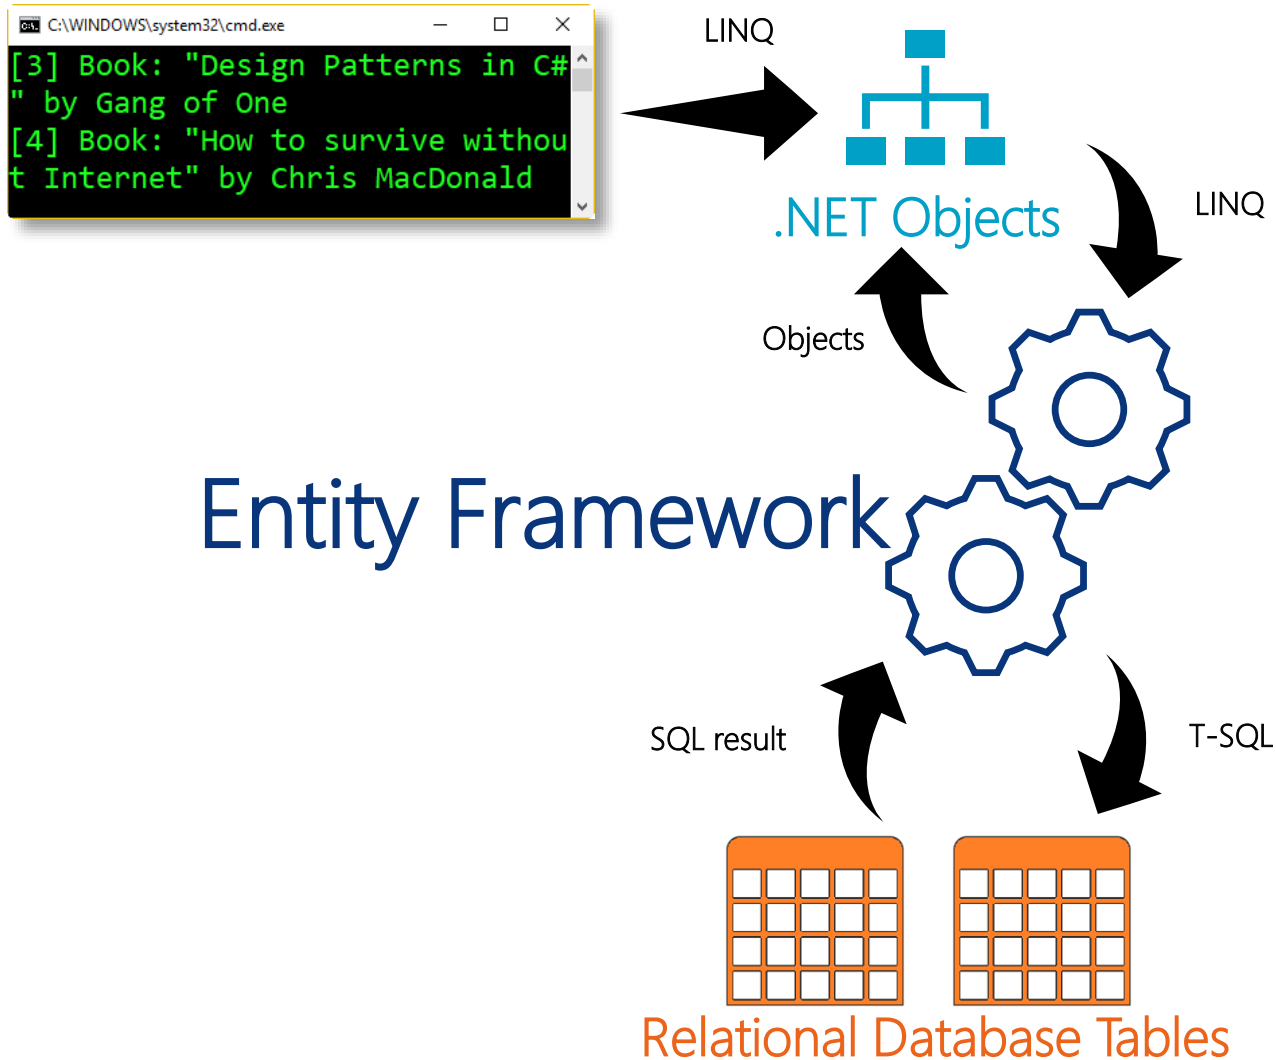 C:\WINDOWS\system32\cmd.exe
[3] Book: "Design Patterns in C#
" by Gang of One
[4] Book: "How to survive withou
t Internet" by Chris MacDonald
LINQ
.NET Objects
LINQ
Objects
Entity Framework
SQL result
T-SQL
Relational Database Tables